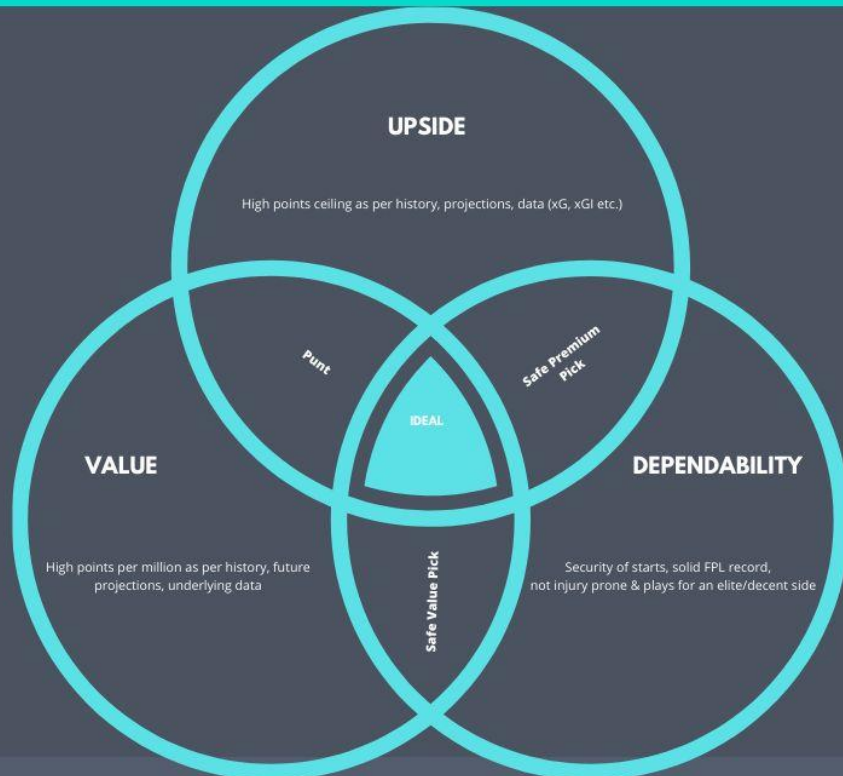 UPSIDE
High points ceiling as per history, projections, data (xG, xGI etc.)
Punt
Safe Premium
Pick
IDEAL
VALUE
DEPENDABILITY
High points per million as per history, future
projections, underlying data
Security of starts, solid FPL record,
not injury prone & plays for an elite/decent side
Safe Value Pick